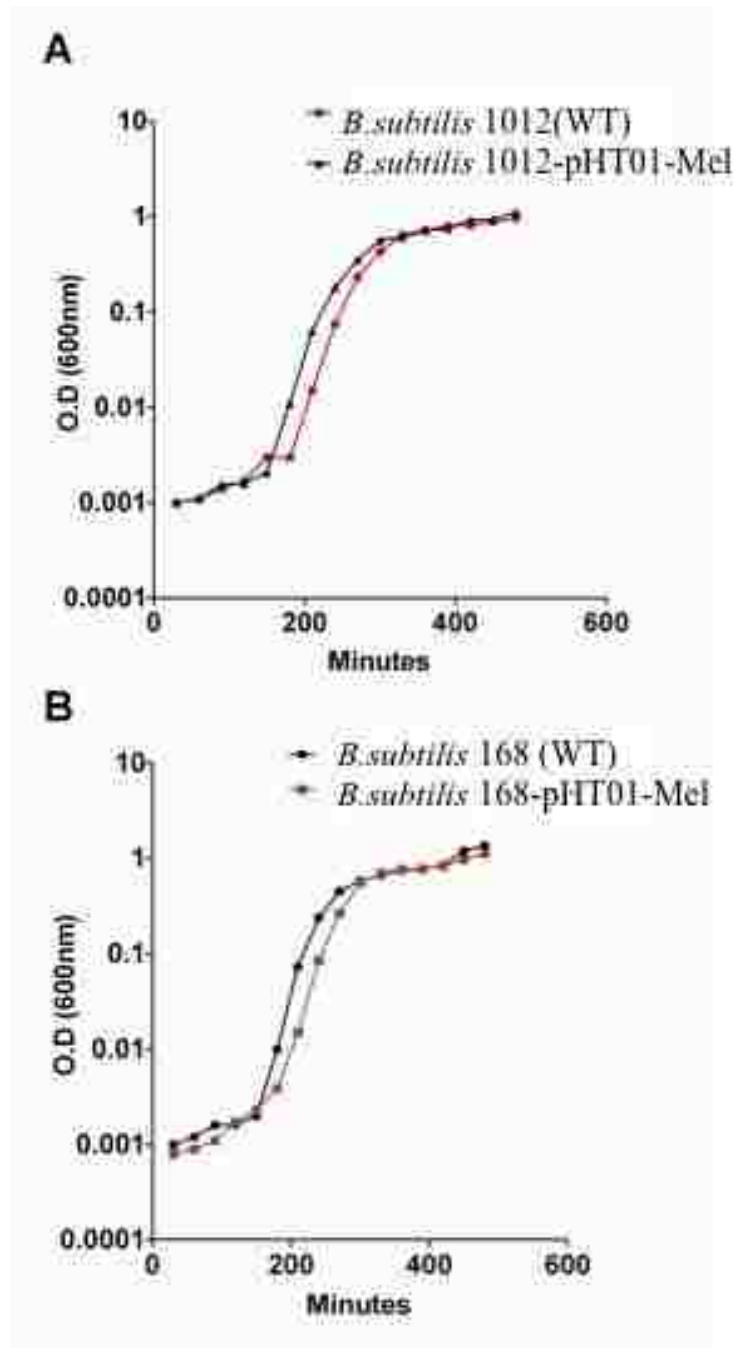 A
B.subtilis 1012(WT)
B.subtilis 1012-pHT01-Mel
10
1
0.1
0.01
0.001
0.0001
O.D (600nm)
0 200 400 600
Minutes
B
B.subtilis 168 (WT)
B.subtilis 168-pHT01-Mel
10
1
0.1
0.01
0.001
0.0001
O.D (600nm)
0 200 400 600
Minutes